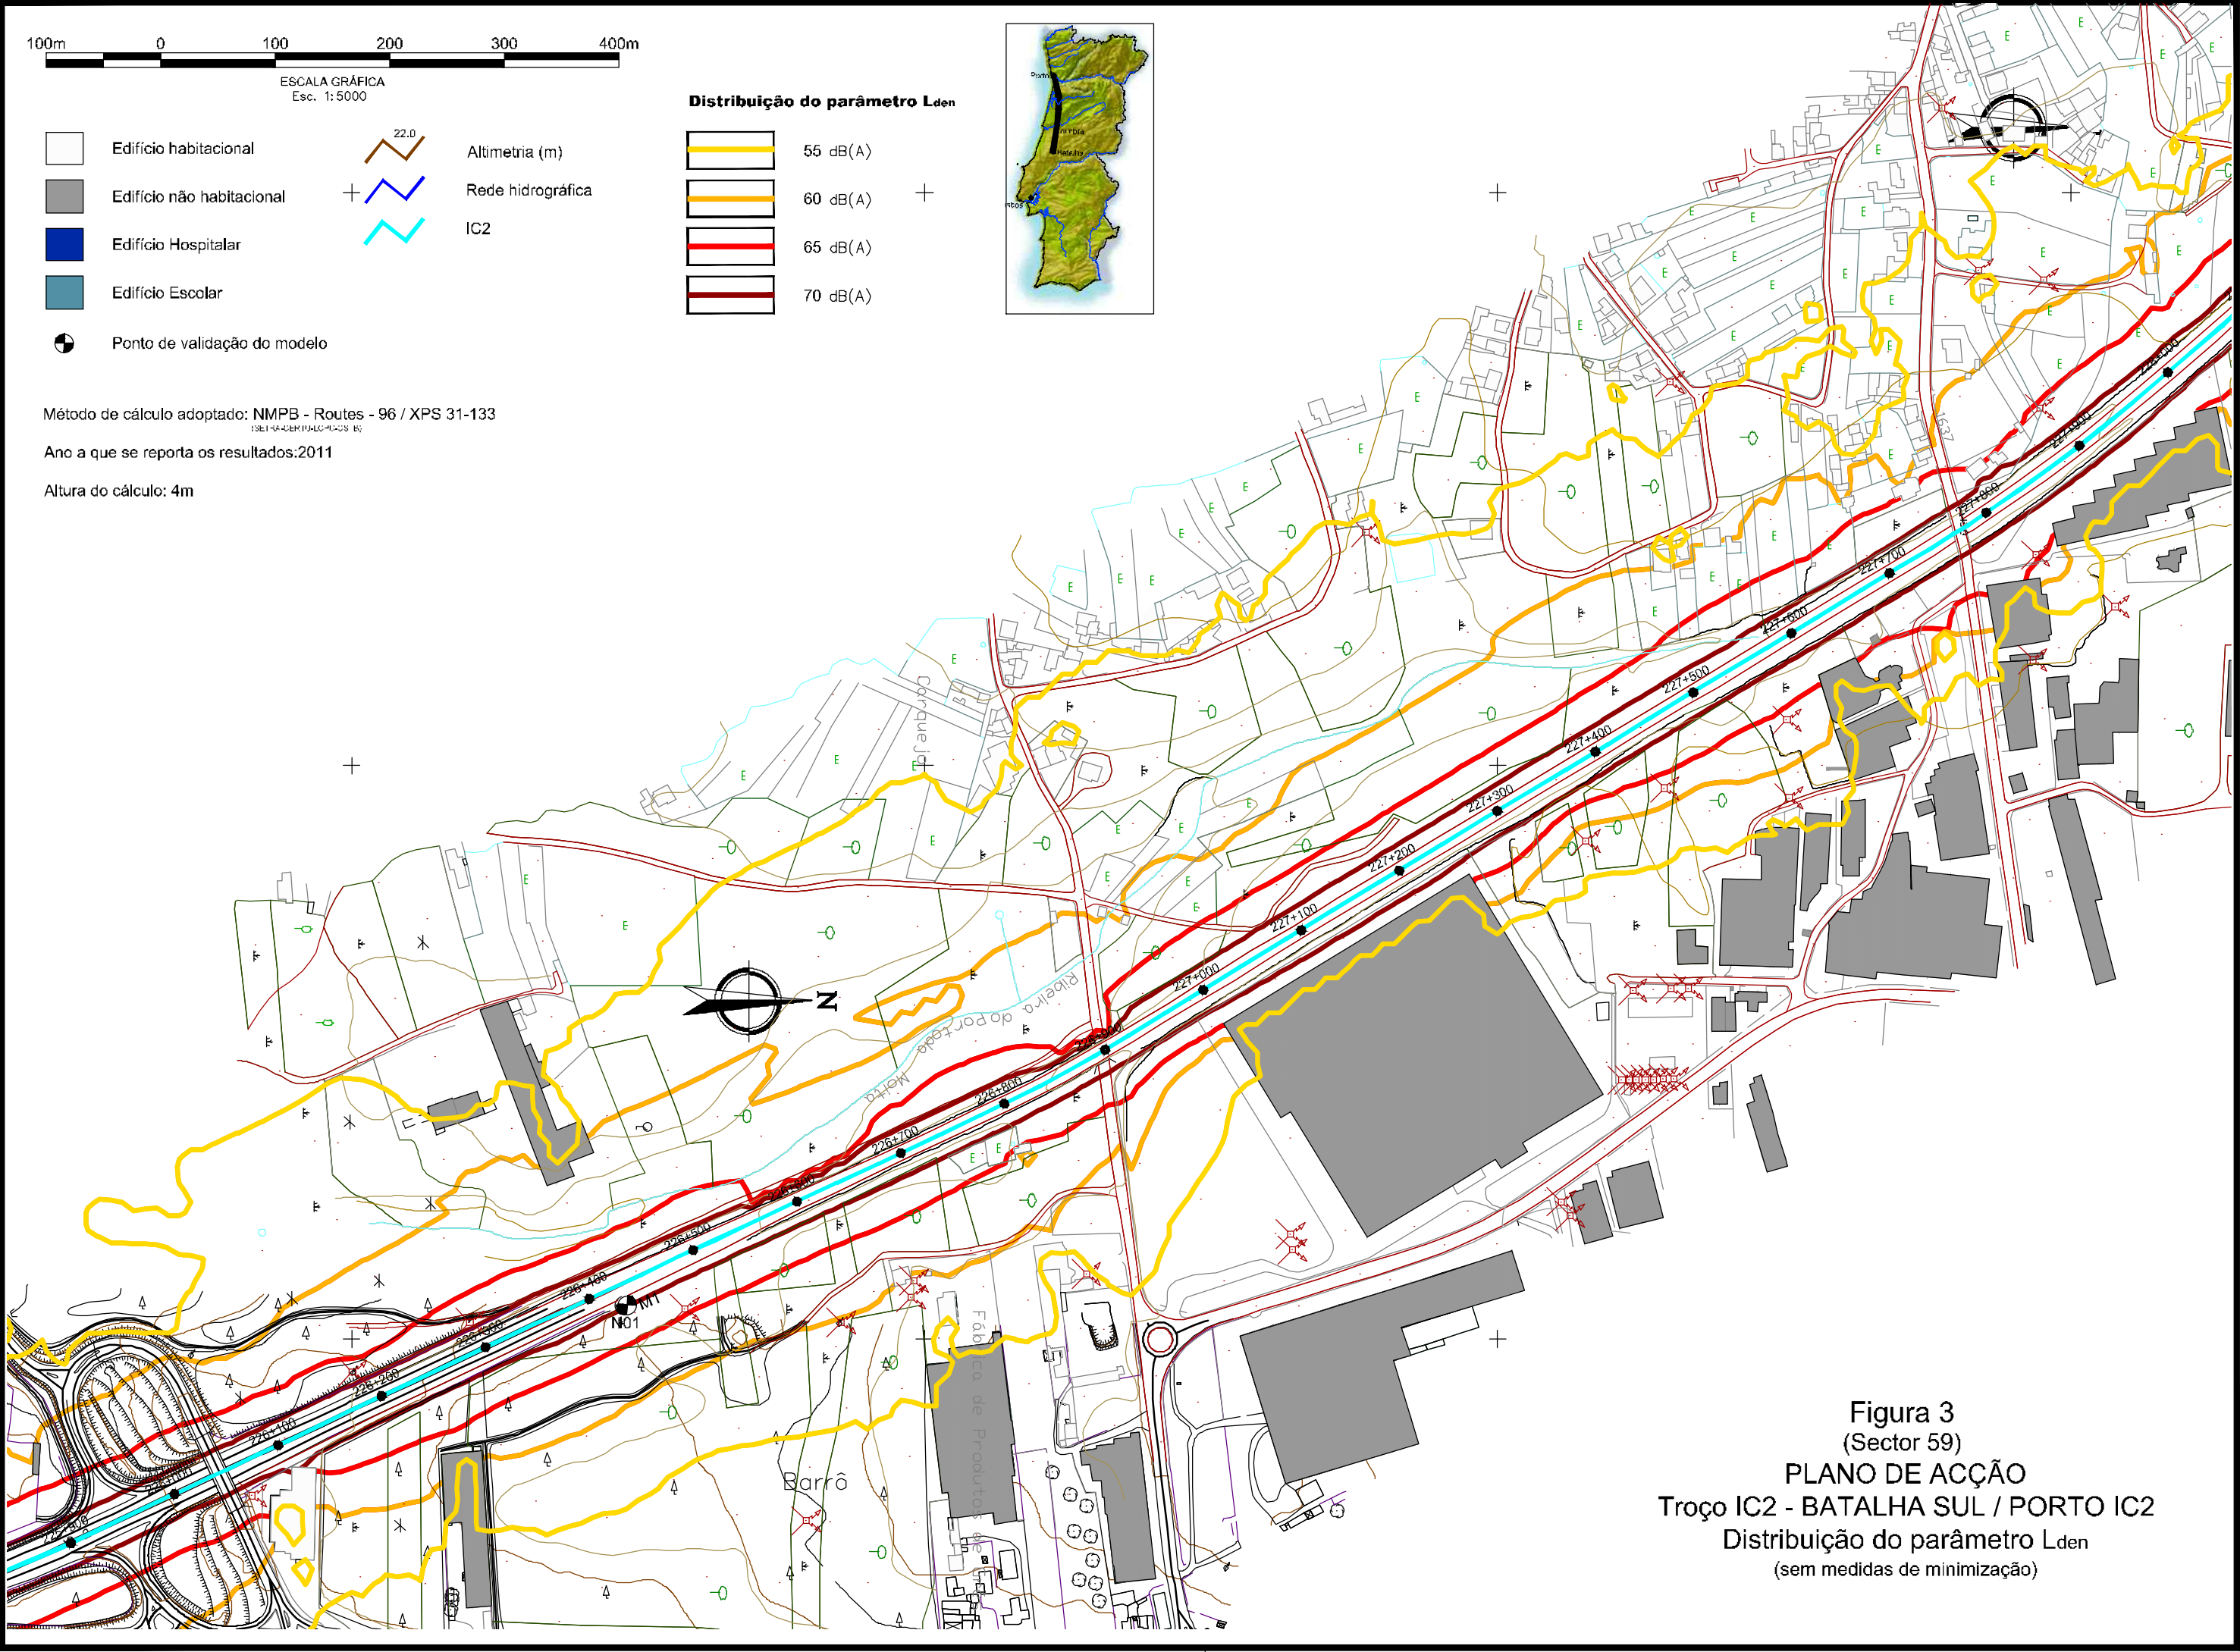 100m 0 100 200 300 400m
ESCALA GRÁFICA
Esc. 1:5000
Edifício habitacional
Edifício não habitacional
Edifício Hospitalar
Edifício Escolar
Ponto de validação do modelo
22.0
Altimetria (m)
Rede hidrográfica
IC2
Distribuição do parâmetro Lden
55 dB(A)
60 dB(A)
65 dB(A)
70 dB(A)
Porto
Método de cálculo adoptado: NMPB - Routes - 96 / XPS 31-133
Ano a que se reporta os resultados:2011
Altura do cálculo: 4m
227+900
227+800
227+700
227+600
227+500
227+400
227+300
227+200
227+100
227+000
226+800
226+700
226+500
226+400
226+200
226+100
N
Ribeira do Portado
Moita
M1
Barrô
Fábrica de Produtos de
Figura 3
(Sector 59)
PLANO DE ACÇÃO
Troço IC2 - BATALHA SUL / PORTO IC2
Distribuição do parâmetro Lden
(sem medidas de minimização)